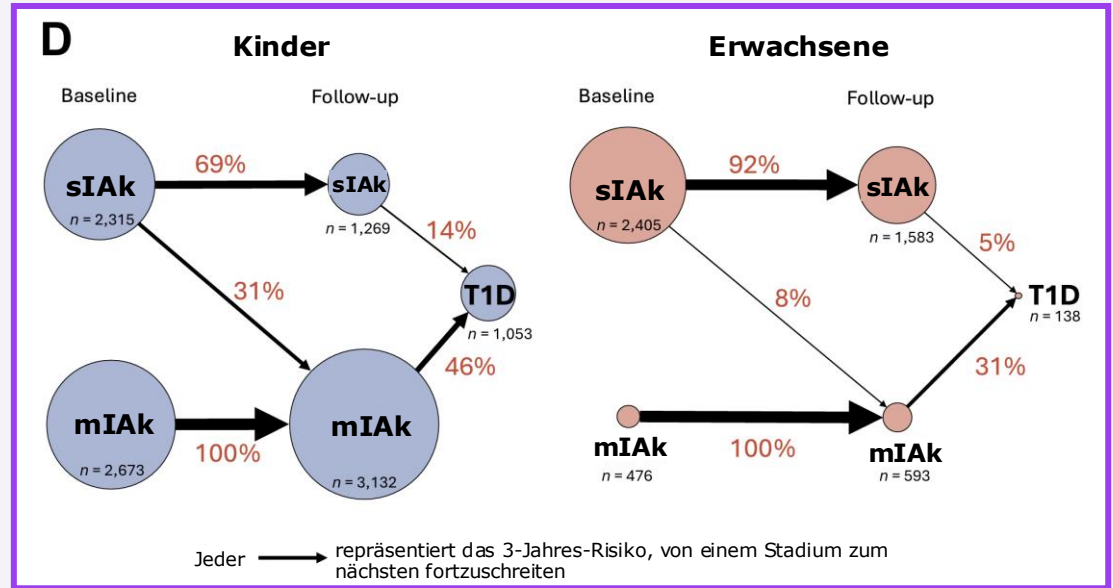 D
Kinder
Erwachsene
Baseline
Follow-up
Baseline
Follow-up
sIAk
n = 2,315
69%
sIAk
n = 1,269
14%
31%
T1D
n = 1,053
46%
mIAk
n = 2,673
100%
mIAk
n = 3,132
sIAk
n = 2,405
92%
sIAk
n = 1,583
5%
8%
T1D
n = 138
31%
mIAk
n = 476
100%
mIAk
n = 593
Jeder
repräsentiert das 3-Jahres-Risiko, von einem Stadium zum
nächsten fortzuschreiten